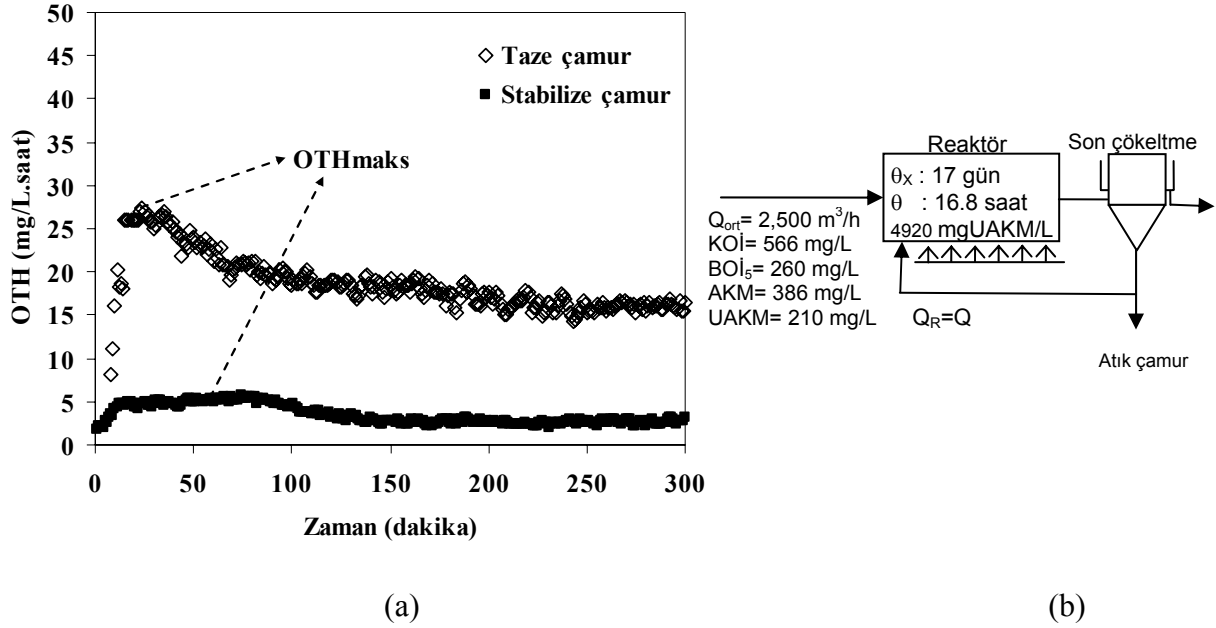 50
45
40
35
30
25
20
15
10
5
0
OTH (mg/L.saat)
Taze çamur
Stabilize çamur
OTHmaks
0 50 100 150 200 250 300
Zaman (dakika)
(a)
Reaktör
Son çökeltme
θX : 17 gün
θ : 16.8 saat
4920 mgUAKM/L
Qort= 2,500 m³/h
KOİ= 566 mg/L
BOİ5= 260 mg/L
AKM= 386 mg/L
UAKM= 210 mg/L
QR=Q
Atık çamur
(b)